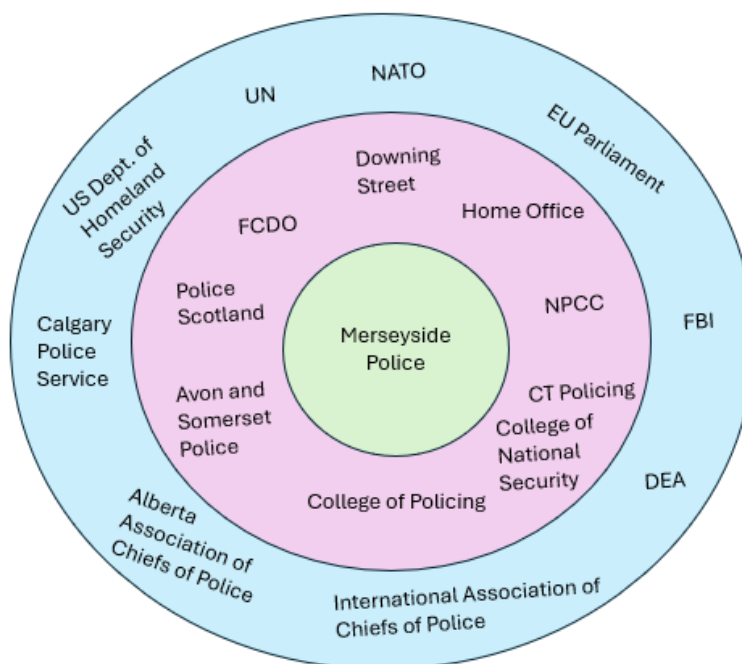 NATO
UN
EU Parliament
US Dept. of
Homeland
Security
Downing
Street
Home Office
FCDO
Police
Scotland
NPCC
Merseyside
Police
Calgary
Police
Service
FBI
Avon and
Somerset
Police
CT Policing
College of
National
Security
DEA
College of Policing
Alberta
Association of
Chiefs of Police
International Association of
Chiefs of Police